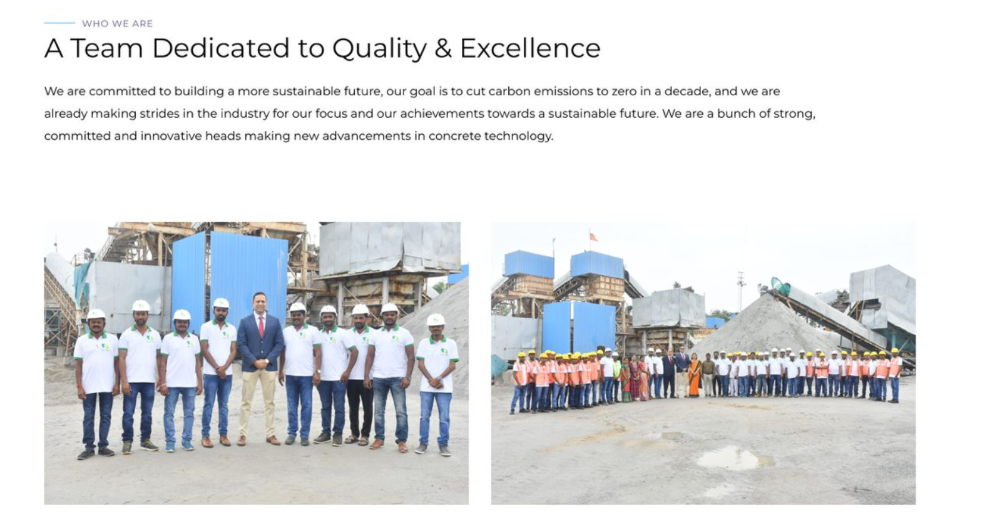 WHO WE ARE
A Team Dedicated to Quality & Excellence
We are committed to building a more sustainable future, our goal is to cut carbon emissions to zero in a decade, and we are
already making strides in the industry for our focus and our achievements towards a sustainable future. We are a bunch of strong,
committed and innovative heads making new advancements in concrete technology.